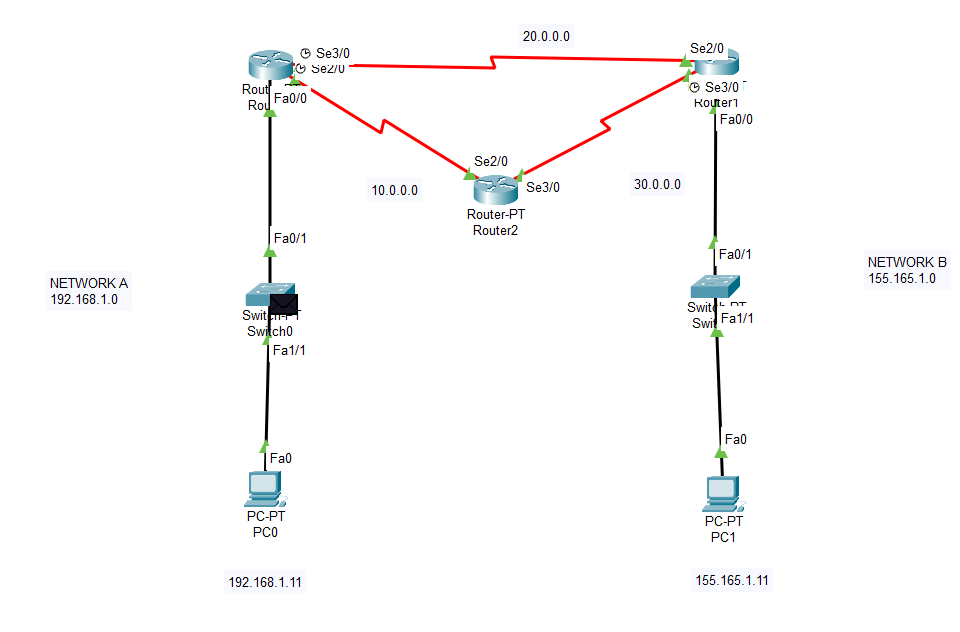 20.0.0.0
Se3/0
Se2/0
Fa0/0
Se2/0
Se3/0
Router1
Fa0/0
Se2/0
Se3/0
Router-PT
Router2
10.0.0.0
30.0.0.0
Fa0/1
Fa0/1
NETWORK A
192.168.1.0
NETWORK B
155.165.1.0
Switch0
Fa1/1
Fa1/1
Fa0
PC-PT
PC0
Fa0
PC-PT
PC1
192.168.1.11
155.165.1.11